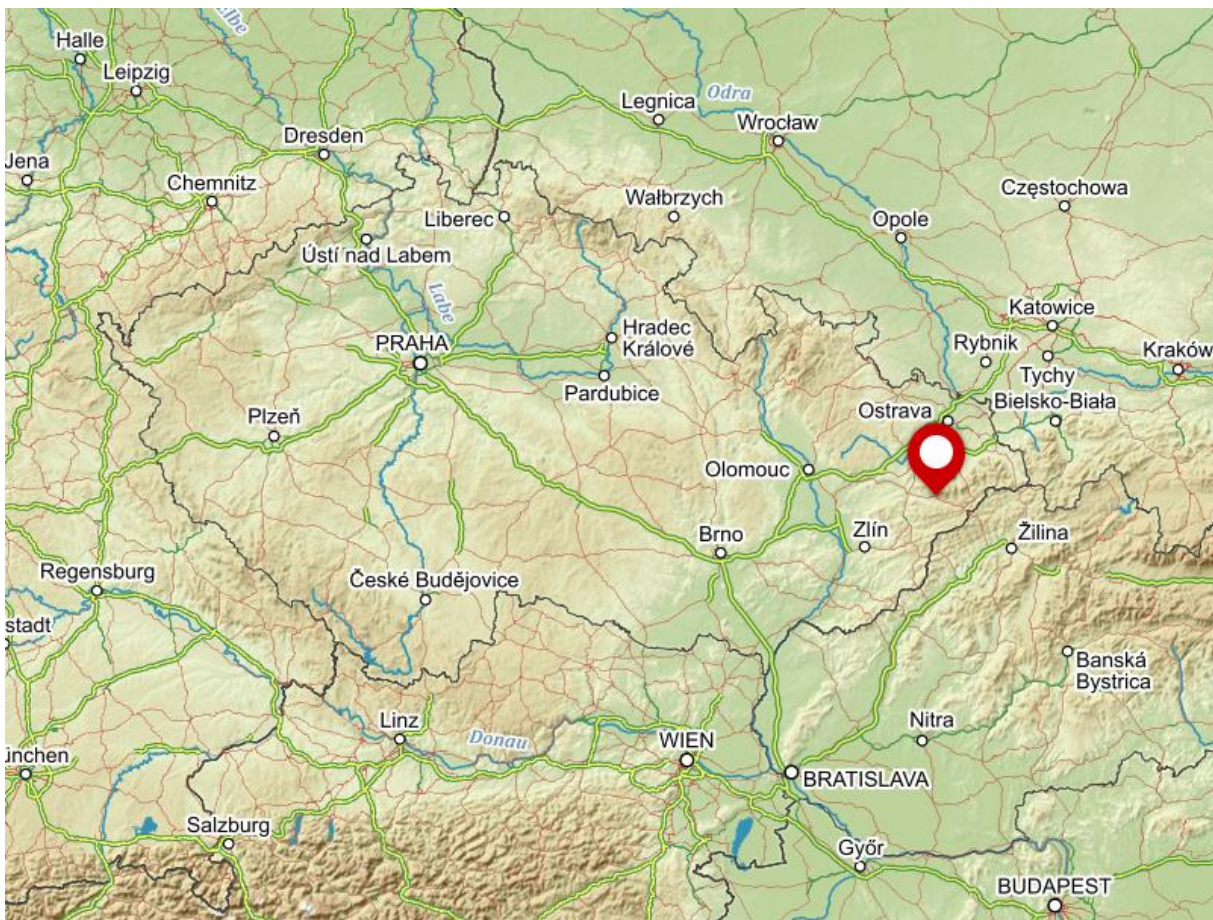 Elbe
Halle
Leipzig
Legnica
Odra
Wrocław
Dresden
Jena
Chemnitz
Częstochowa
Liberec
Wałbrzych
Opole
Ústí nad Labem
Labe
Katowice
Hradec
Králové
PRAHA
Rybnik
Kraków
Tychy
Pardubice
Bielsko-Biała
Ostrava
Plzeň
Olomouc
Brno
Zlín
Žilina
Regensburg
České Budějovice
stadt
Banská
Bystrica
Linz
Donau
WIEN
Nitra
ünchen
BRATISLAVA
Salzburg
Győr
BUDAPEST